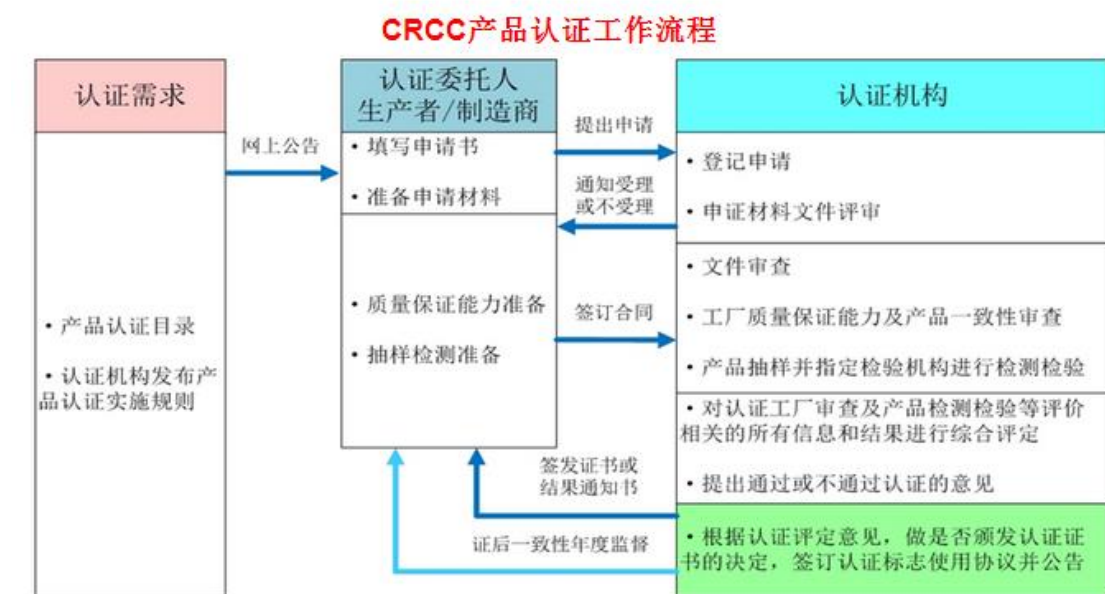 CRCC产品认证工作流程
认证需求
网上公告
· 产品认证目录
· 认证机构发布产
品认证实施规则
认证委托人
生产者/制造商
· 填写申请书
· 准备申请材料
· 质量保证能力准备
· 抽样检测准备
提出申请
通知受理
或不受理
签订合同
签发证书或
结果通知书
证后一致性年度监督
认证机构
· 登记申请
· 申证材料文件评审
· 文件审查
· 工厂质量保证能力及产品一致性审查
· 产品抽样并指定检验机构进行检测检验
· 对认证工厂审查及产品检测检验等评价
相关的所有信息和结果进行综合评定
· 提出通过或不通过认证的意见
· 根据认证评定意见，做是否颁发认证证
书的决定，签订认证标志使用协议并公告